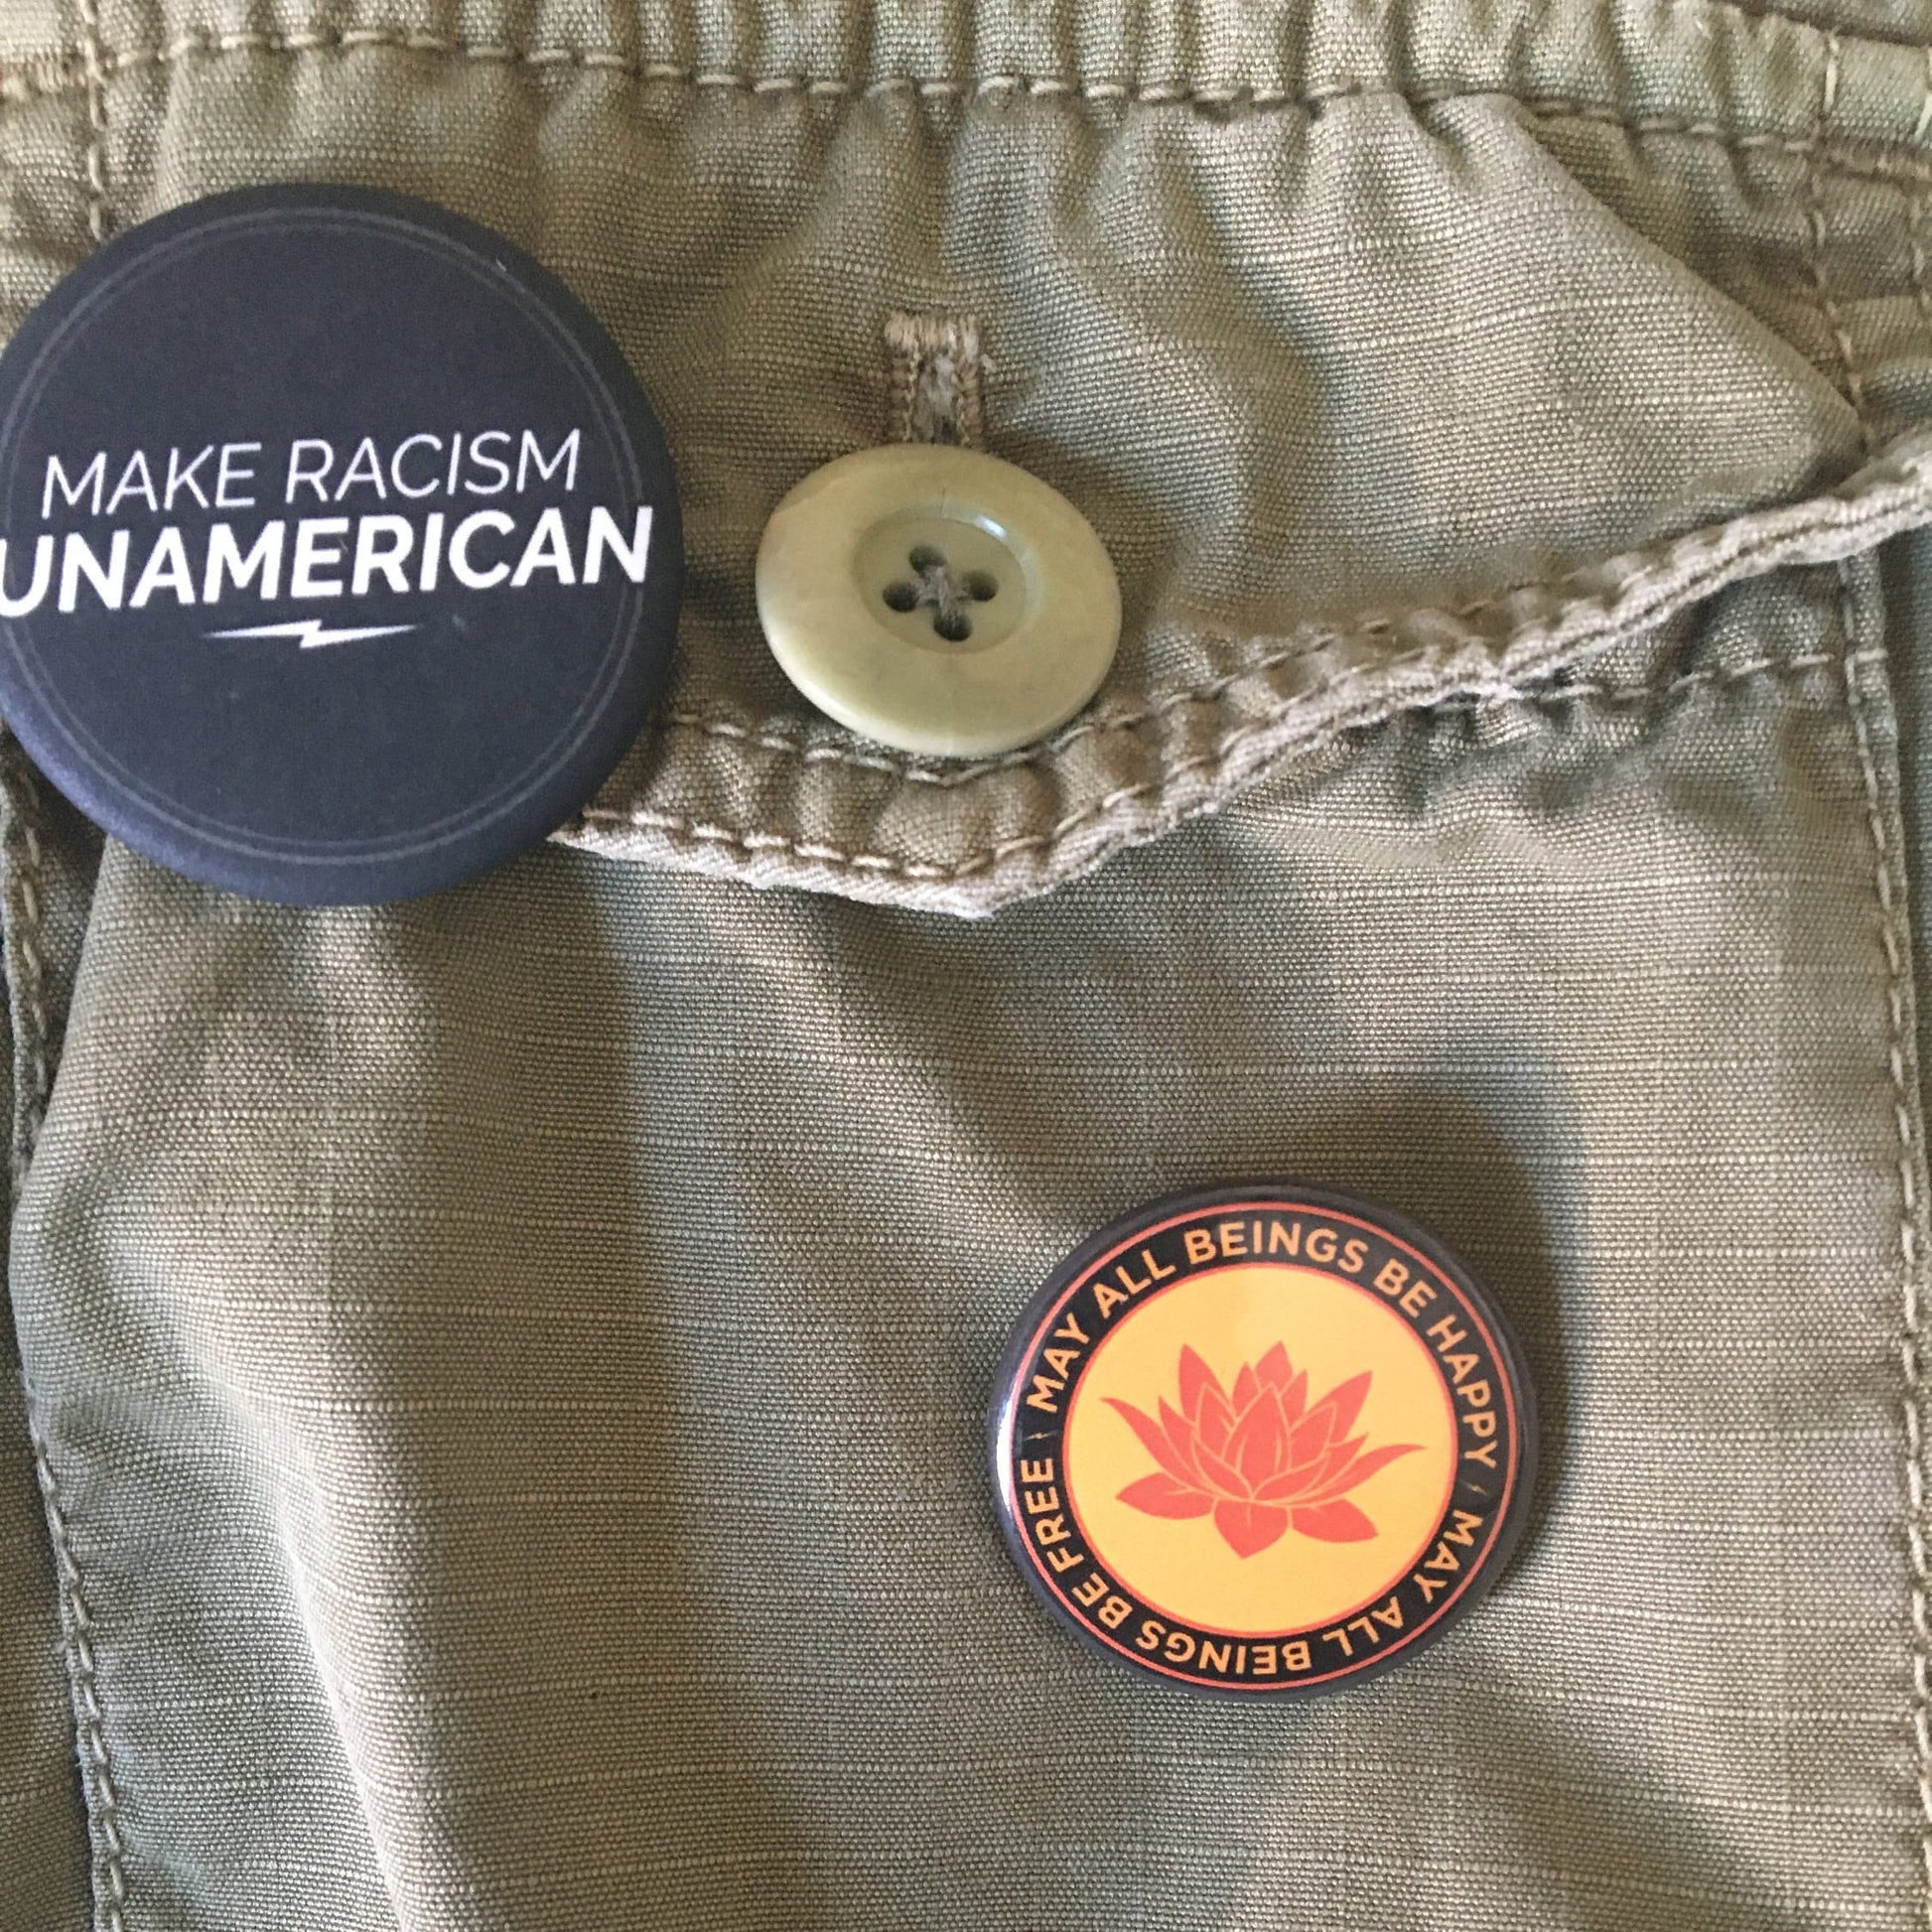 MAKE RACISM
UNAMERICAN
MAY ALL BEINGS BE HAPPY
MAY ALL BEINGS BE FREE